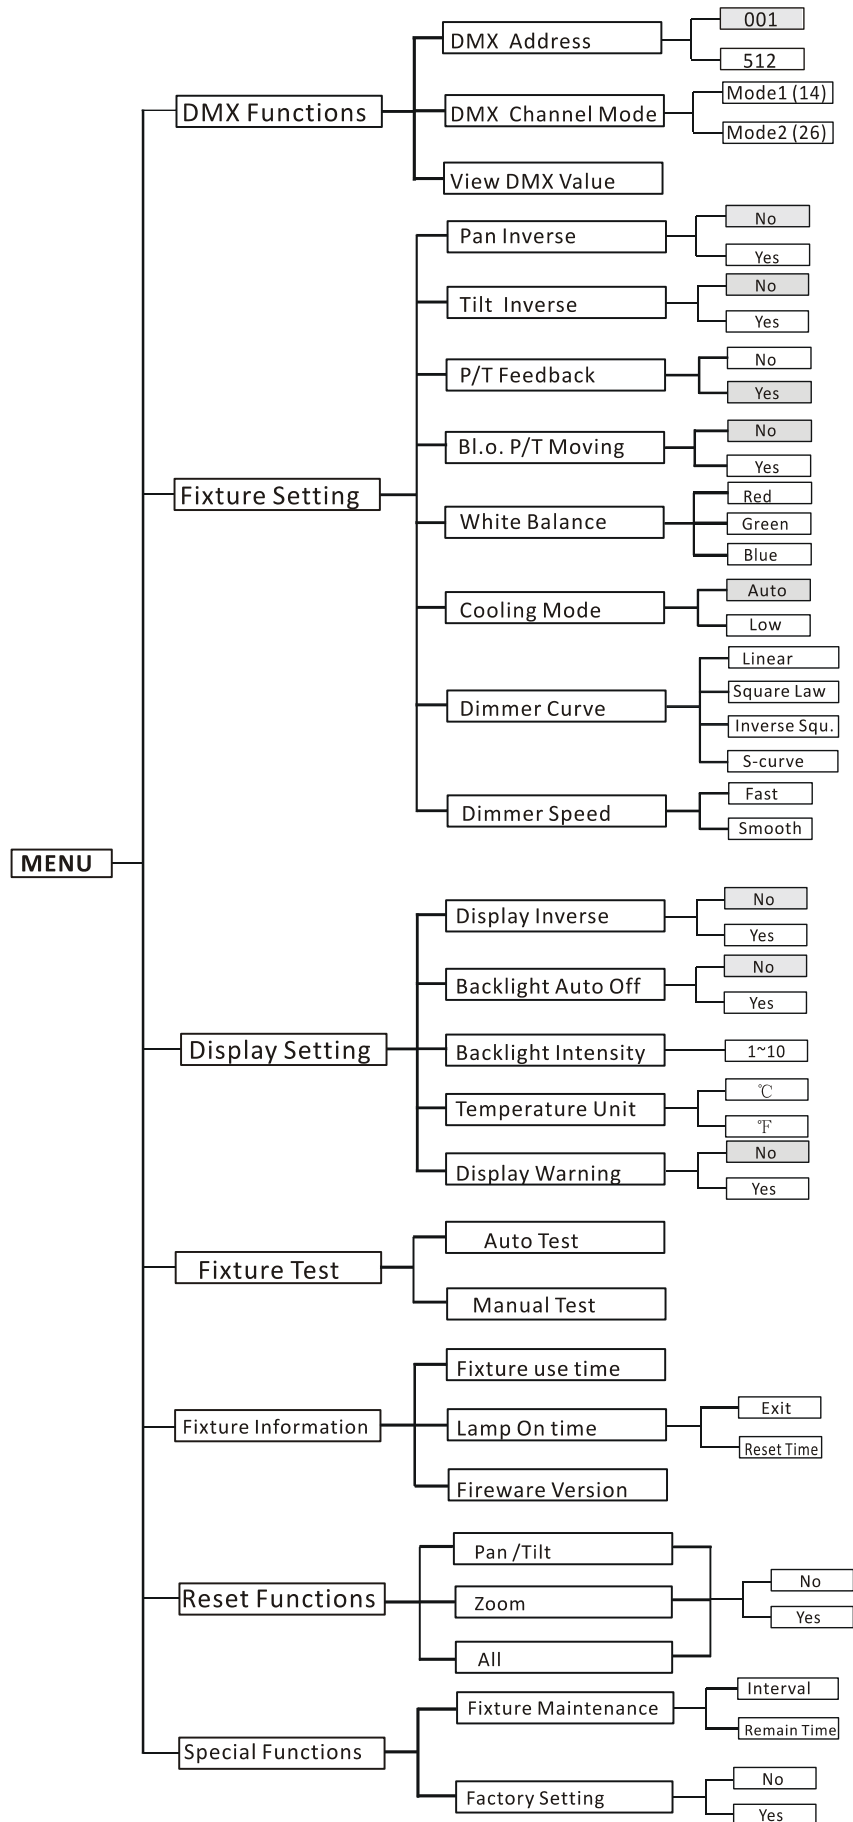 MENU
DMX Functions
DMX Address
001
512
DMX Channel Mode
Mode1 (14)
Mode2 (26)
View DMX Value
Fixture Setting
Pan Inverse
No
Yes
Tilt Inverse
No
Yes
P/T Feedback
No
Yes
Bl.o. P/T Moving
No
Yes
White Balance
Red
Green
Blue
Cooling Mode
Auto
Low
Dimmer Curve
Linear
Square Law
Inverse Squ.
S-curve
Dimmer Speed
Fast
Smooth
Display Setting
Display Inverse
No
Yes
Backlight Auto Off
No
Yes
Backlight Intensity
1~10
Temperature Unit
℃
℉
Display Warning
No
Yes
Fixture Test
Auto Test
Manual Test
Fixture Information
Fixture use time
Lamp On time
Exit
Reset Time
Fireware Version
Reset Functions
Pan /Tilt
Zoom
All
No
Yes
Special Functions
Fixture Maintenance
Interval
Remain Time
Factory Setting
No
Yes